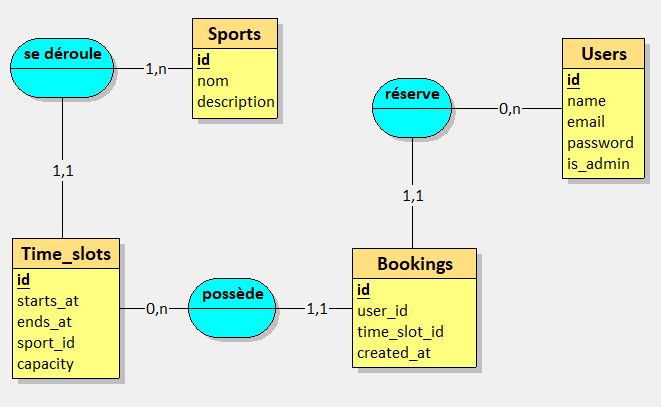 Sports
id
nom
description
se déroule
1,n
1,1
Users
id
name
email
password
is_admin
réserve
0,n
1,1
Time_slots
id
starts_at
ends_at
sport_id
capacity
0,n
possède
1,1
Bookings
id
user_id
time_slot_id
created_at